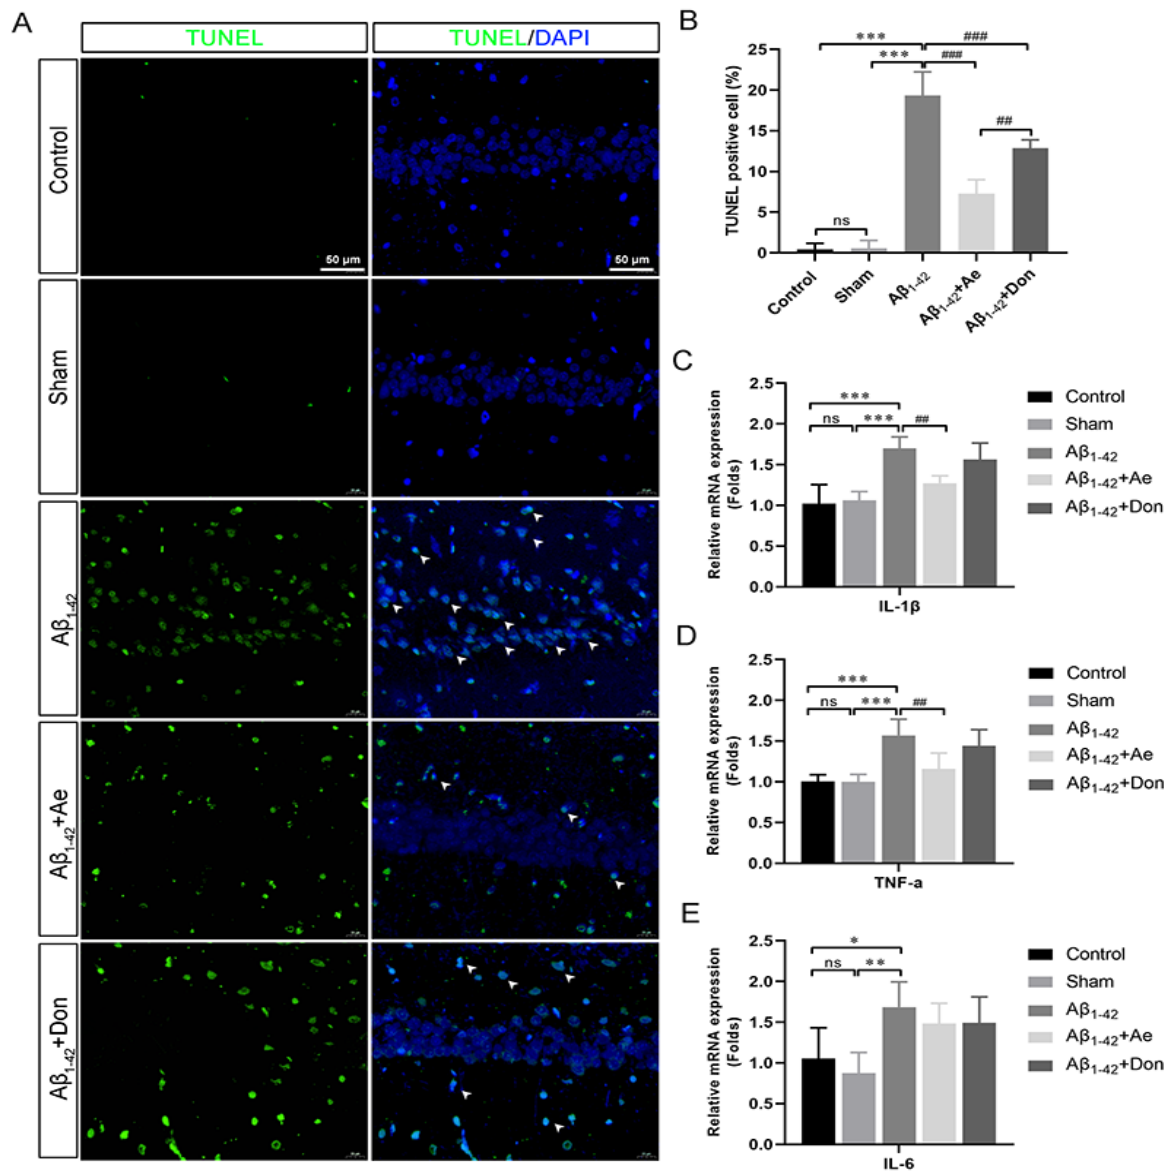 A
TUNEL
TUNEL/DAPI
Control
50 μm
50 μm
Sham
Aβ1-42
Aβ1-42+Ae
Aβ1-42+Don
B
TUNEL positive cell (%)
25
20
15
10
5
0
***
###
***
###
##
ns
Control
Sham
Aβ1-42
Aβ1-42+Ae
Aβ1-42+Don
C
Relative mRNA expression
(Folds)
2.5
2.0
1.5
1.0
0.5
0.0
***
ns
***
##
IL-1β
Control
Sham
Aβ1-42
Aβ1-42+Ae
Aβ1-42+Don
D
Relative mRNA expression
(Folds)
2.5
2.0
1.5
1.0
0.5
0.0
***
ns
***
##
TNF-a
Control
Sham
Aβ1-42
Aβ1-42+Ae
Aβ1-42+Don
E
Relative mRNA expression
(Folds)
2.5
2.0
1.5
1.0
0.5
0.0
*
ns
**
IL-6
Control
Sham
Aβ1-42
Aβ1-42+Ae
Aβ1-42+Don